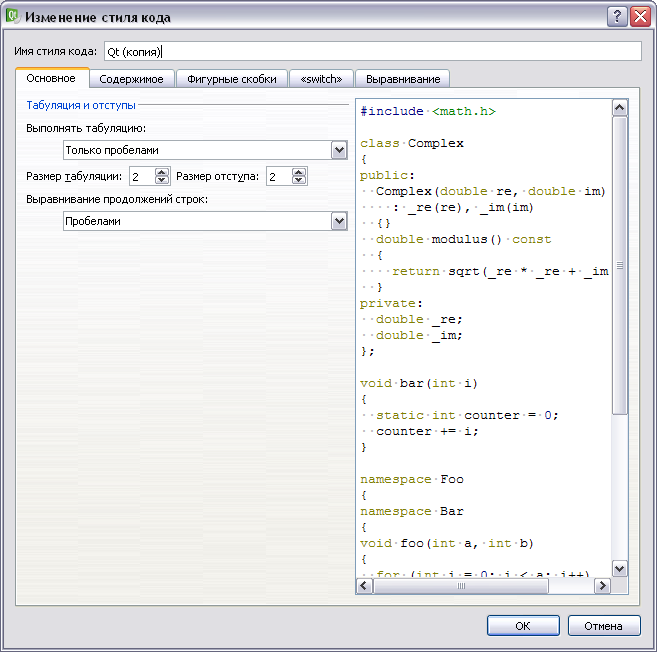 Изменение стиля кода
Имя стиля кода: Qt (копия)
Основное Содержимое Фигурные скобки «switch» Выравнивание
Табуляция и отступы
Выполнять табуляцию:
Только пробелами
Размер табуляции: 2 Размер отступа: 2
Выравнивание продолжений строк:
Пробелами
#include <math.h>
class Complex
{
public:
··Complex(double re, double im)
····: _re(re), _im(im)
··{}
··double modulus() const
··{
····return sqrt(_re * _re + _im
··}
private:
··double _re;
··double _im;
};
void bar(int i)
{
··static int counter = 0;
··counter += i;
}
namespace Foo
{
namespace Bar
{
void foo(int a, int b)
{
··for (int i = 0; i < a; i++)
OK Отмена